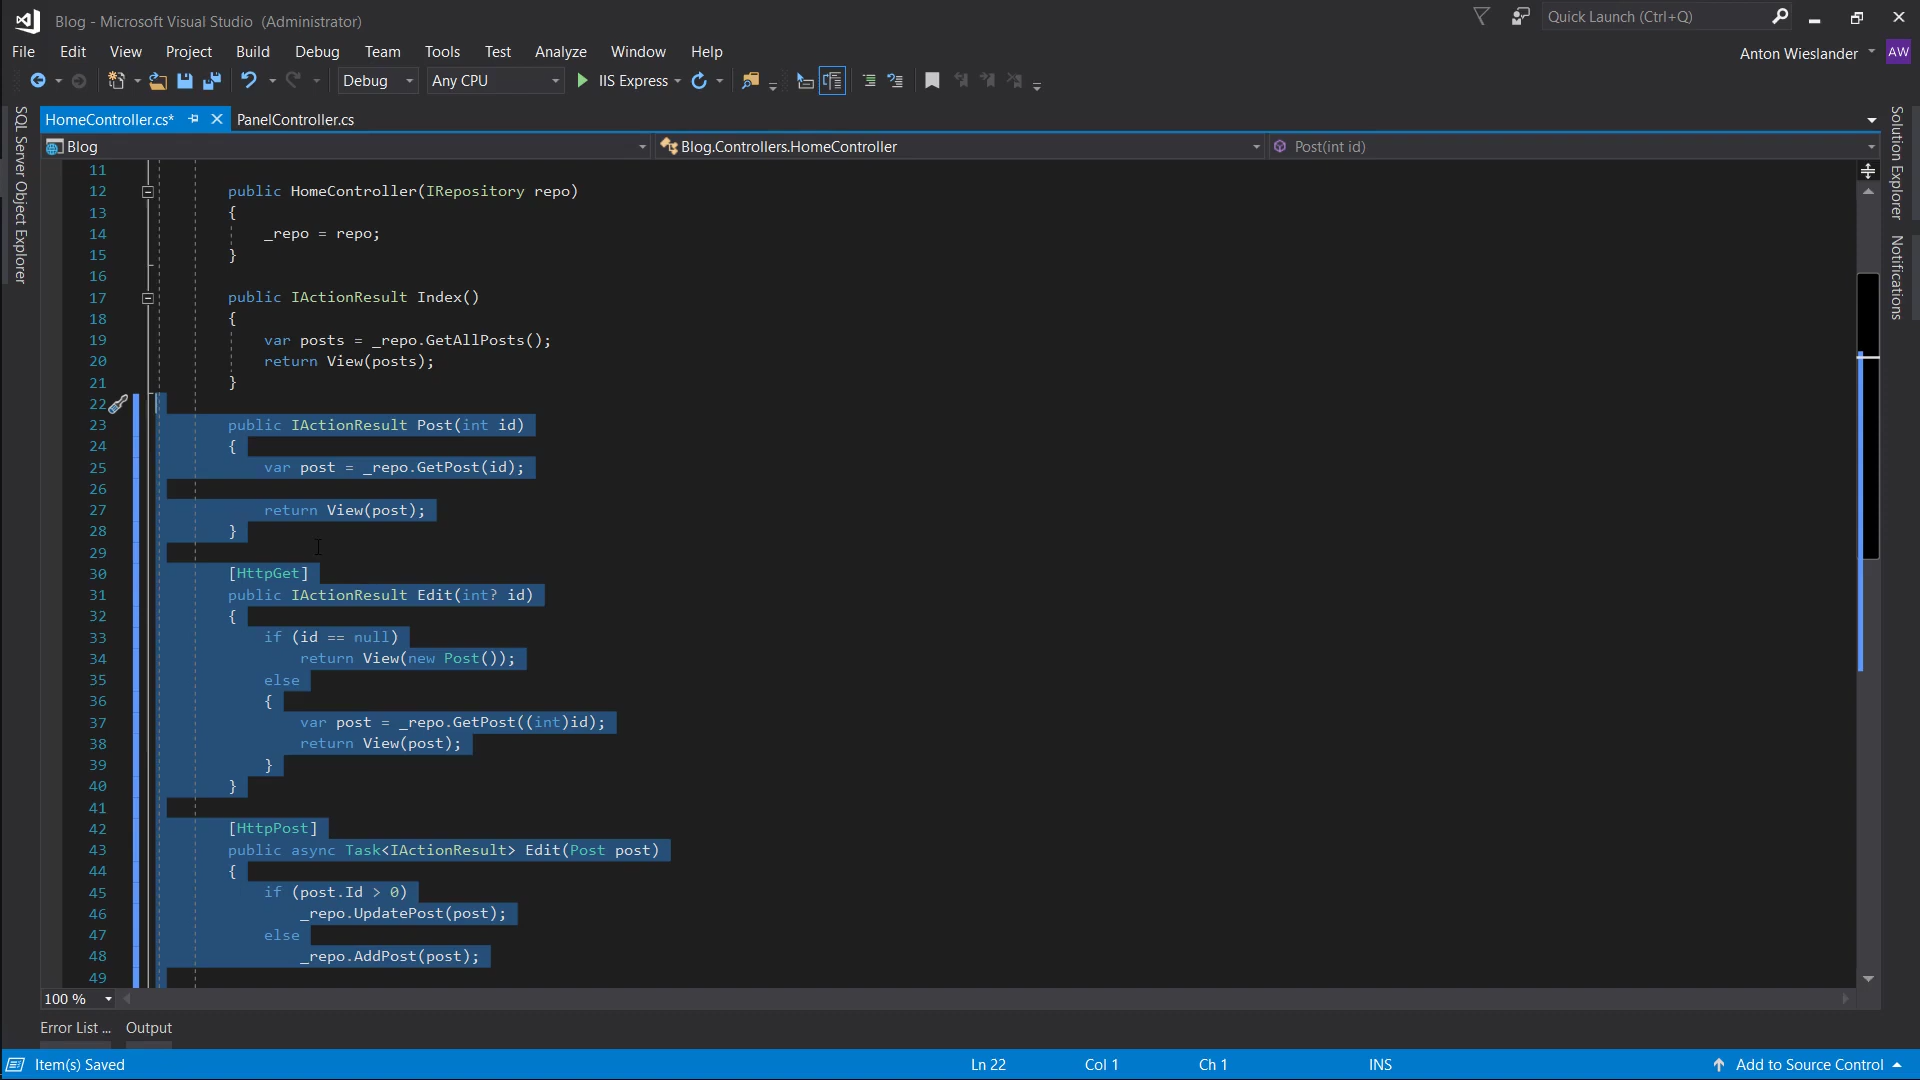 Blog - Microsoft Visual Studio (Administrator)
Quick Launch (Ctrl+Q)
File Edit View Project Build Debug Team Tools Test Analyze Window Help
Anton Wieslander AW
Debug Any CPU IIS Express
SQL Server Object Explorer
HomeController.cs* PanelController.cs
Solution Explorer
Notifications
Blog Blog.Controllers.HomeController Post(int id)
11
12 public HomeController(IRepository repo)
13 {
14 _repo = repo;
15 }
16
17 public IActionResult Index()
18 {
19 var posts = _repo.GetAllPosts();
20 return View(posts);
21 }
22
23 public IActionResult Post(int id)
24 {
25 var post = _repo.GetPost(id);
26
27 return View(post);
28 }
29
30 [HttpGet]
31 public IActionResult Edit(int? id)
32 {
33 if (id == null)
34 return View(new Post());
35 else
36 {
37 var post = _repo.GetPost((int)id);
38 return View(post);
39 }
40 }
41
42 [HttpPost]
43 public async Task<IActionResult> Edit(Post post)
44 {
45 if (post.Id > 0)
46 _repo.UpdatePost(post);
47 else
48 _repo.AddPost(post);
49
100 %
Error List ... Output
Item(s) Saved Ln 22 Col 1 Ch 1 INS Add to Source Control